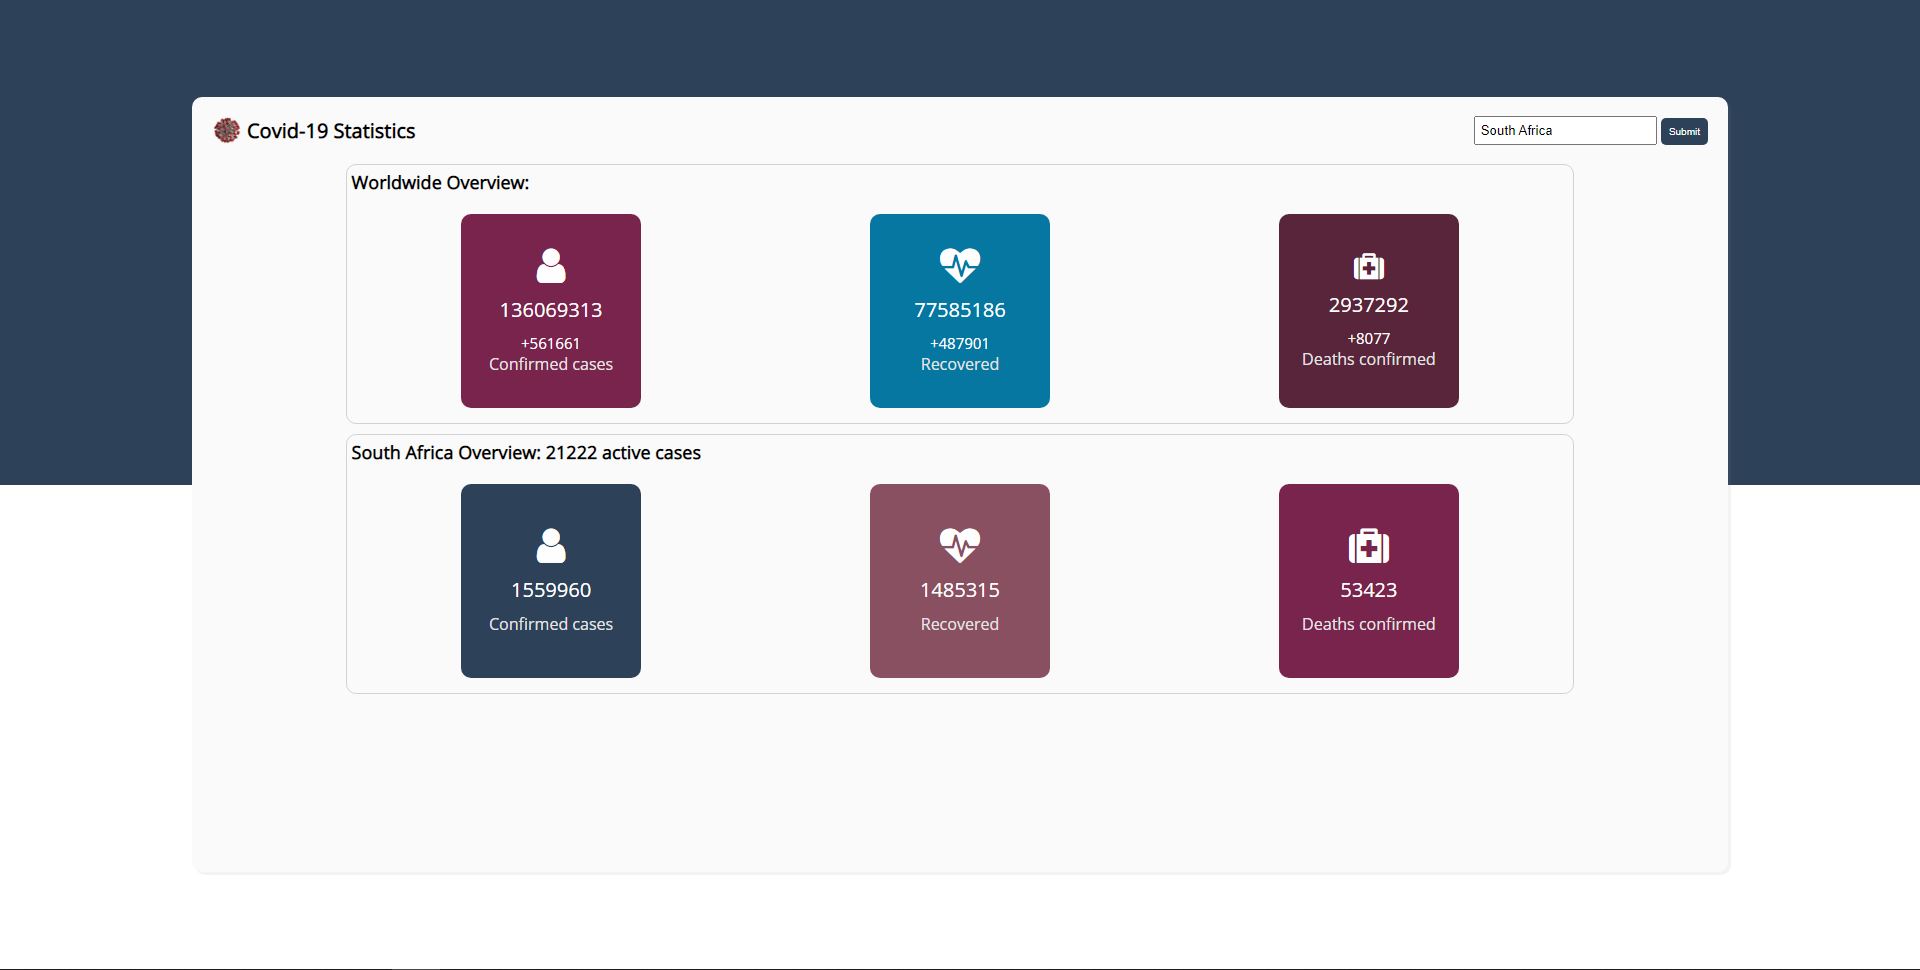 Covid-19 Statistics
South Africa
Submit
Worldwide Overview:
136069313
+561661
Confirmed cases
77585186
+487901
Recovered
2937292
+8077
Deaths confirmed
South Africa Overview: 21222 active cases
1559960
Confirmed cases
1485315
Recovered
53423
Deaths confirmed